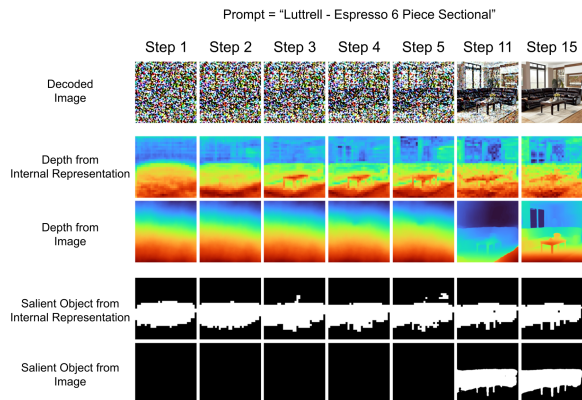 Prompt = “Luttrell - Espresso 6 Piece Sectional”
Step 1 Step 2 Step 3 Step 4 Step 5 Step 11 Step 15
Decoded
Image
Depth from
Internal Representation
Depth from
Image
Salient Object from
Internal Representation
Salient Object from
Image